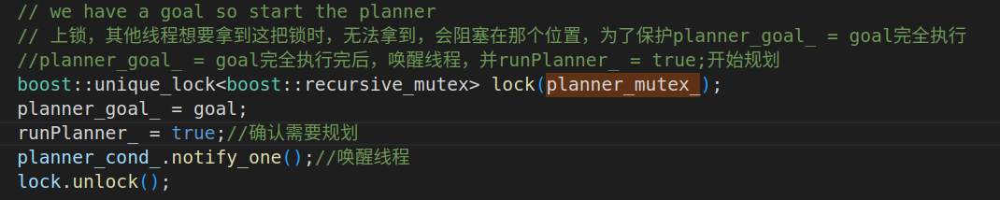 // we have a goal so start the planner
// 上锁，其他线程想要拿到这把锁时，无法拿到，会阻塞在那个位置，为了保护planner_goal_ = goal完全执行
//planner_goal_ = goal完全执行完后，唤醒线程，并runPlanner_ = true;开始规划
boost::unique_lock<boost::recursive_mutex> lock(planner_mutex_);
planner_goal_ = goal;
runPlanner_ = true;//确认需要规划
planner_cond_.notify_one();//唤醒线程
lock.unlock();